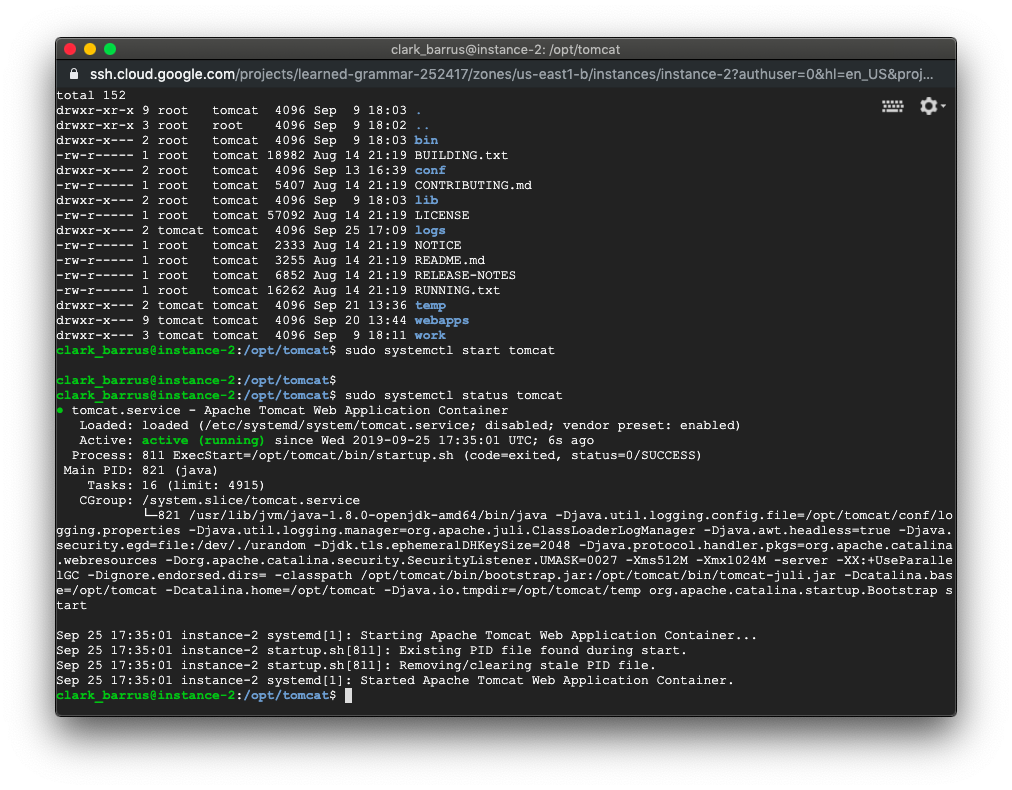 clark_barrus@instance-2: /opt/tomcat
ssh.cloud.google.com/projects/learned-grammar-252417/zones/us-east1-b/instances/instance-2?authuser=0&hl=en_US&proj...
total 152
drwxr-xr-x 9 root   tomcat  4096 Sep  9 18:03 .
drwxr-xr-x 3 root   root    4096 Sep  9 18:02 ..
drwxr-x--- 2 root   tomcat  4096 Sep  9 18:03 bin
-rw-r----- 1 root   tomcat 18982 Aug 14 21:19 BUILDING.txt
drwxr-x--- 2 root   tomcat  4096 Sep 13 16:39 conf
-rw-r----- 1 root   tomcat  5407 Aug 14 21:19 CONTRIBUTING.md
drwxr-x--- 2 root   tomcat  4096 Sep  9 18:03 lib
-rw-r----- 1 root   tomcat 57092 Aug 14 21:19 LICENSE
drwxr-x--- 2 tomcat tomcat  4096 Sep 25 17:09 logs
-rw-r----- 1 root   tomcat  2333 Aug 14 21:19 NOTICE
-rw-r----- 1 root   tomcat  3255 Aug 14 21:19 README.md
-rw-r----- 1 root   tomcat  6852 Aug 14 21:19 RELEASE-NOTES
-rw-r----- 1 root   tomcat 16262 Aug 14 21:19 RUNNING.txt
drwxr-x--- 2 tomcat tomcat  4096 Sep 21 13:36 temp
drwxr-x--- 9 tomcat tomcat  4096 Sep 20 13:44 webapps
drwxr-x--- 3 tomcat tomcat  4096 Sep  9 18:11 work
clark_barrus@instance-2:/opt/tomcat$ sudo systemctl start tomcat
clark_barrus@instance-2:/opt/tomcat$
clark_barrus@instance-2:/opt/tomcat$ sudo systemctl status tomcat
● tomcat.service - Apache Tomcat Web Application Container
   Loaded: loaded (/etc/systemd/system/tomcat.service; disabled; vendor preset: enabled)
   Active: active (running) since Wed 2019-09-25 17:35:01 UTC; 6s ago
  Process: 811 ExecStart=/opt/tomcat/bin/startup.sh (code=exited, status=0/SUCCESS)
 Main PID: 821 (java)
    Tasks: 16 (limit: 4915)
   CGroup: /system.slice/tomcat.service
           └─821 /usr/lib/jvm/java-1.8.0-openjdk-amd64/bin/java -Djava.util.logging.config.file=/opt/tomcat/conf/lo
gging.properties -Djava.util.logging.manager=org.apache.juli.ClassLoaderLogManager -Djava.awt.headless=true -Djava.
security.egd=file:/dev/./urandom -Djdk.tls.ephemeralDHKeySize=2048 -Djava.protocol.handler.pkgs=org.apache.catalina
.webresources -Dorg.apache.catalina.security.SecurityListener.UMASK=0027 -Xms512M -Xmx1024M -server -XX:+UseParalle
lGC -Dignore.endorsed.dirs= -classpath /opt/tomcat/bin/bootstrap.jar:/opt/tomcat/bin/tomcat-juli.jar -Dcatalina.bas
e=/opt/tomcat -Dcatalina.home=/opt/tomcat -Djava.io.tmpdir=/opt/tomcat/temp org.apache.catalina.startup.Bootstrap s
tart
Sep 25 17:35:01 instance-2 systemd[1]: Starting Apache Tomcat Web Application Container...
Sep 25 17:35:01 instance-2 startup.sh[811]: Existing PID file found during start.
Sep 25 17:35:01 instance-2 startup.sh[811]: Removing/clearing stale PID file.
Sep 25 17:35:01 instance-2 systemd[1]: Started Apache Tomcat Web Application Container.
clark_barrus@instance-2:/opt/tomcat$